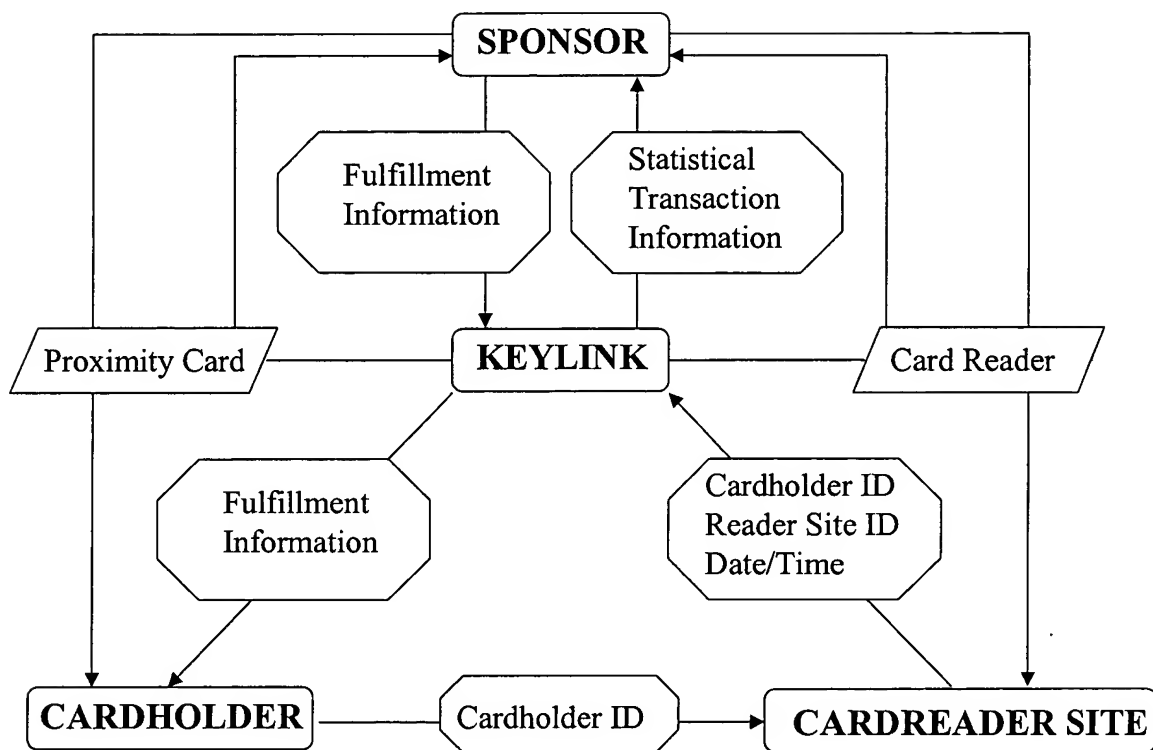 SPONSOR
Fulfillment
Information
Statistical
Transaction
Information
Proximity Card
KEYLINK
Card Reader
Fulfillment
Information
Cardholder ID
Reader Site ID
Date/Time
CARDHOLDER
Cardholder ID
CARDREADER SITE